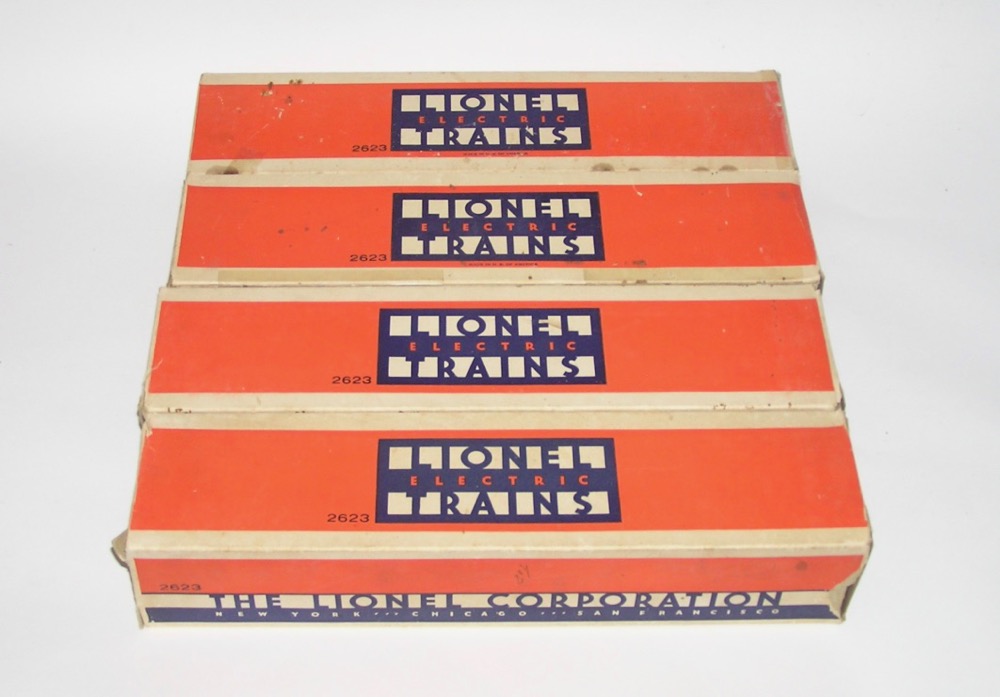 LIONEL
ELECTRIC
TRAINS
2623
LIONEL
ELECTRIC
TRAINS
2623
LIONEL
ELECTRIC
TRAINS
2623
LIONEL
ELECTRIC
TRAINS
2623
2623
THE LIONEL CORPORATION
NEW YORK CHICAGO SAN FRANCISCO